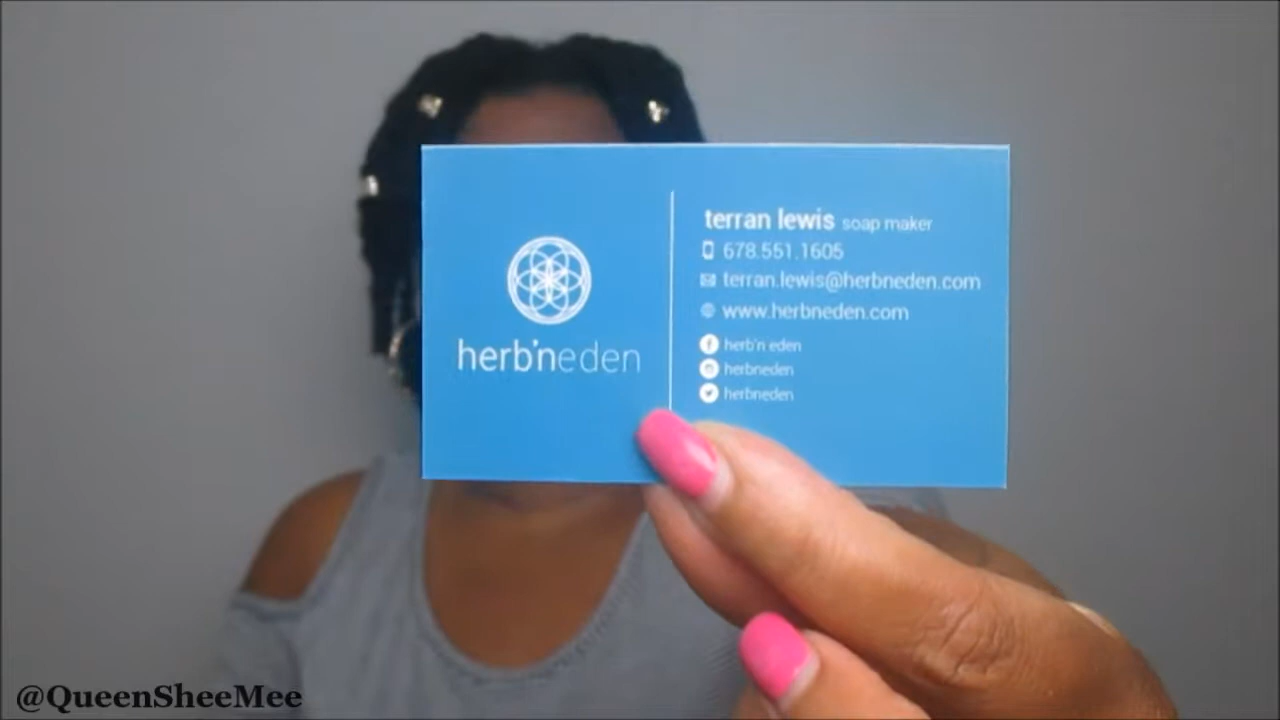 herb'neden
terran lewis soap maker
678.551.1605
terran.lewis@herbneden.com
www.herbneden.com
herb'n eden
herbneden
herbneden
@QueenSheeMee